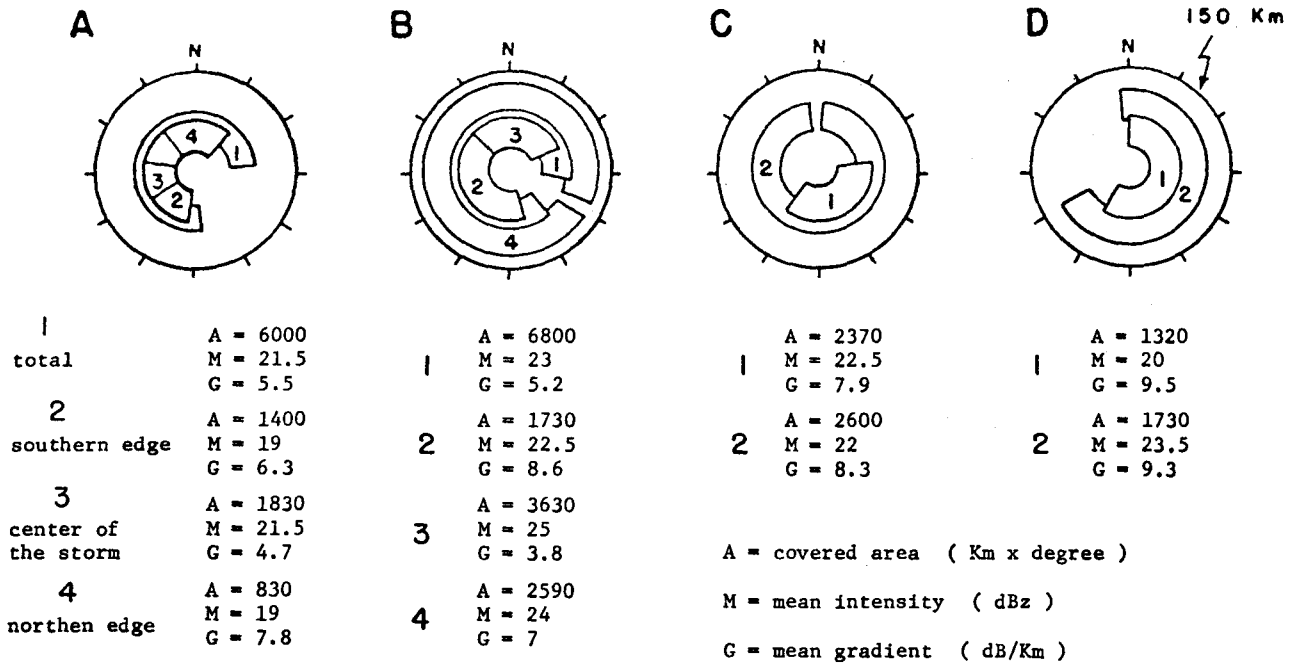 A
B
C
D
150 Km
N
N
N
N
4
1
3
2
3
1
2
4
2
1
1
2
1
total
A = 6000
M = 21.5
G = 5.5
2
southern edge
A = 1400
M = 19
G = 6.3
3
center of
the storm
A = 1830
M = 21.5
G = 4.7
4
northen edge
A = 830
M = 19
G = 7.8
1
A = 6800
M = 23
G = 5.2
2
A = 1730
M = 22.5
G = 8.6
3
A = 3630
M = 25
G = 3.8
4
A = 2590
M = 24
G = 7
1
A = 2370
M = 22.5
G = 7.9
2
A = 2600
M = 22
G = 8.3
1
A = 1320
M = 20
G = 9.5
2
A = 1730
M = 23.5
G = 9.3
A = covered area ( Km x degree )
M = mean intensity ( dBz )
G = mean gradient ( dB/Km )